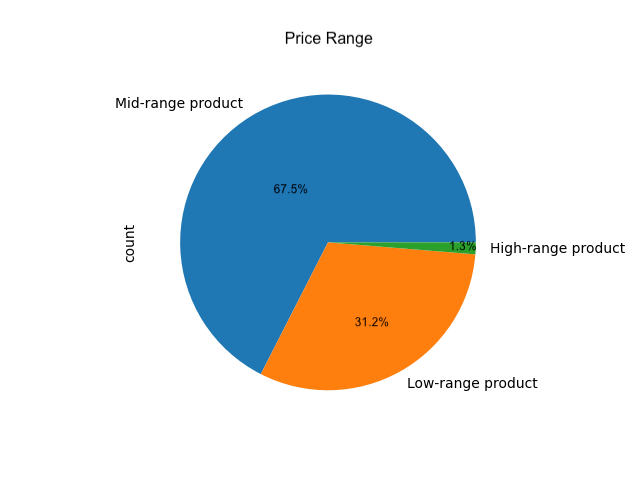 Price Range
Mid-range product
67.5%
count
1.3%
High-range product
31.2%
Low-range product